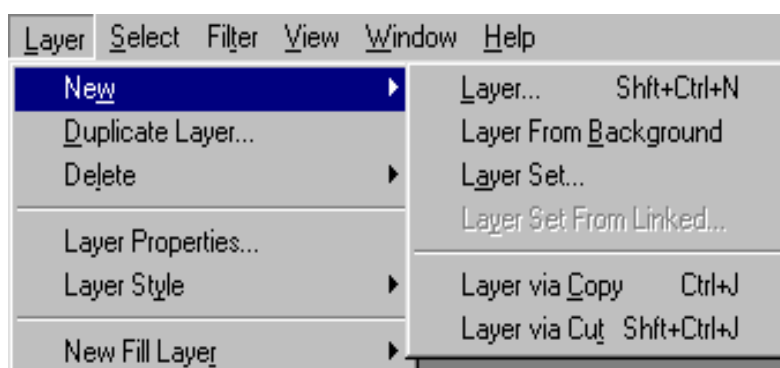 Layer Select Filter View Window Help
New
Duplicate Layer...
Delete
Layer Properties...
Layer Style
New Fill Layer
Layer... Shft+Ctrl+N
Layer From Background
Layer Set...
Layer Set From Linked...
Layer via Copy Ctrl+J
Layer via Cut Shft+Ctrl+J